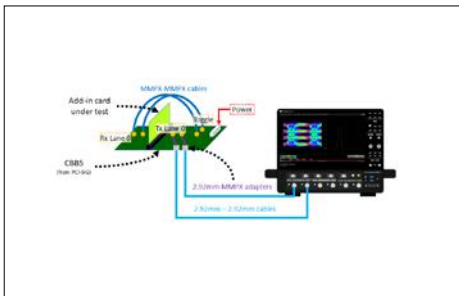 MMPX-MMPX cables
Add-in card
under test
Toggle
Power
Rx Lane 0
Tx Lane 0
CBB5
(from PCI-SIG)
2.92mm-MMPX adapters
2.92mm – 2.92mm cables